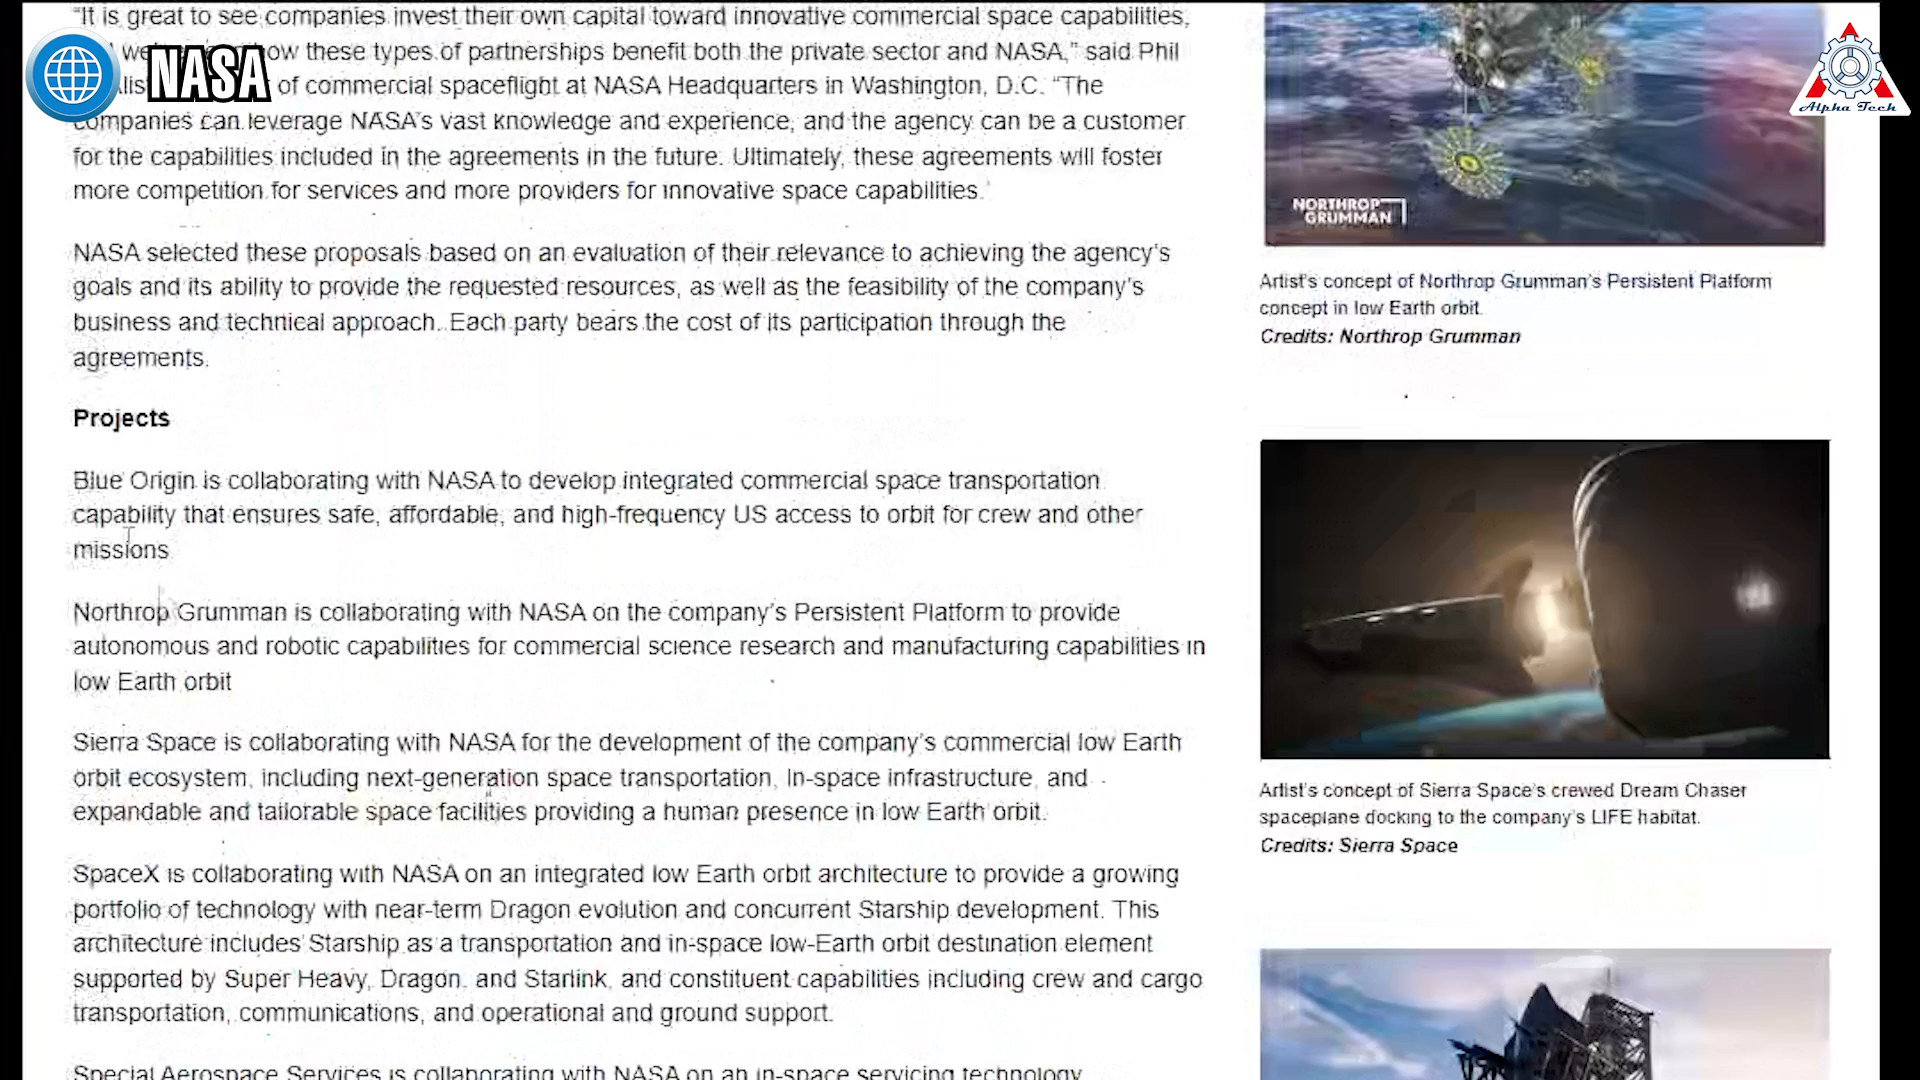 "It is great to see companies invest their own capital toward innovative commercial space capabilities,
how these types of partnerships benefit both the private sector and NASA," said Phil
of commercial spaceflight at NASA Headquarters in Washington, D.C. "The
companies can leverage NASA's vast knowledge and experience, and the agency can be a customer
for the capabilities included in the agreements in the future. Ultimately, these agreements will foster
more competition for services and more providers for innovative space capabilities.
NASA selected these proposals based on an evaluation of their relevance to achieving the agency's
goals and its ability to provide the requested resources, as well as the feasibility of the company's
business and technical approach. Each party bears the cost of its participation through the
agreements.
Projects
Blue Origin is collaborating with NASA to develop integrated commercial space transportation
capability that ensures safe, affordable, and high-frequency US access to orbit for crew and other
missions
Northrop Grumman is collaborating with NASA on the company's Persistent Platform to provide
autonomous and robotic capabilities for commercial science research and manufacturing capabilities in
low Earth orbit
Sierra Space is collaborating with NASA for the development of the company's commercial low Earth
orbit ecosystem, including next-generation space transportation, in-space infrastructure, and
expandable and tailorable space facilities providing a human presence in low Earth orbit.
SpaceX is collaborating with NASA on an integrated low Earth orbit architecture to provide a growing
portfolio of technology with near-term Dragon evolution and concurrent Starship development. This
architecture includes Starship as a transportation and in-space low-Earth orbit destination element
supported by Super Heavy, Dragon, and Starlink, and constituent capabilities including crew and cargo
transportation, communications, and operational and ground support.
Special Aerospace Services is collaborating with NASA on an in-space servicing technology
NASA
NORTHROP
GRUMMAN
Artist's concept of Northrop Grumman's Persistent Platform
concept in low Earth orbit.
Credits: Northrop Grumman
Artist's concept of Sierra Space's crewed Dream Chaser
spaceplane docking to the company's LIFE habitat.
Credits: Sierra Space
Alpha Tech